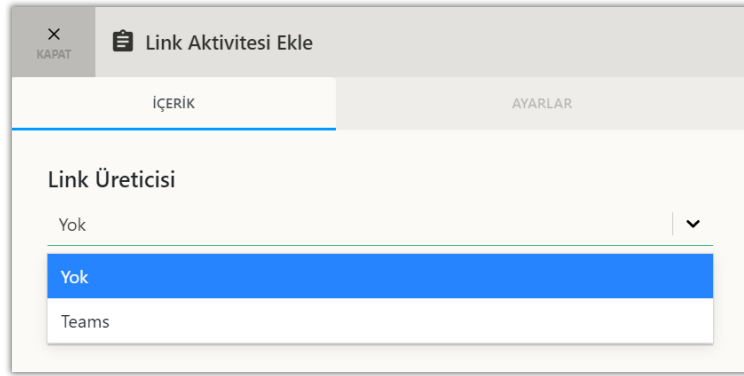 KAPAT
Link Aktivitesi Ekle
İÇERİK
AYARLAR
Link Üreticisi
Yok
Yok
Teams